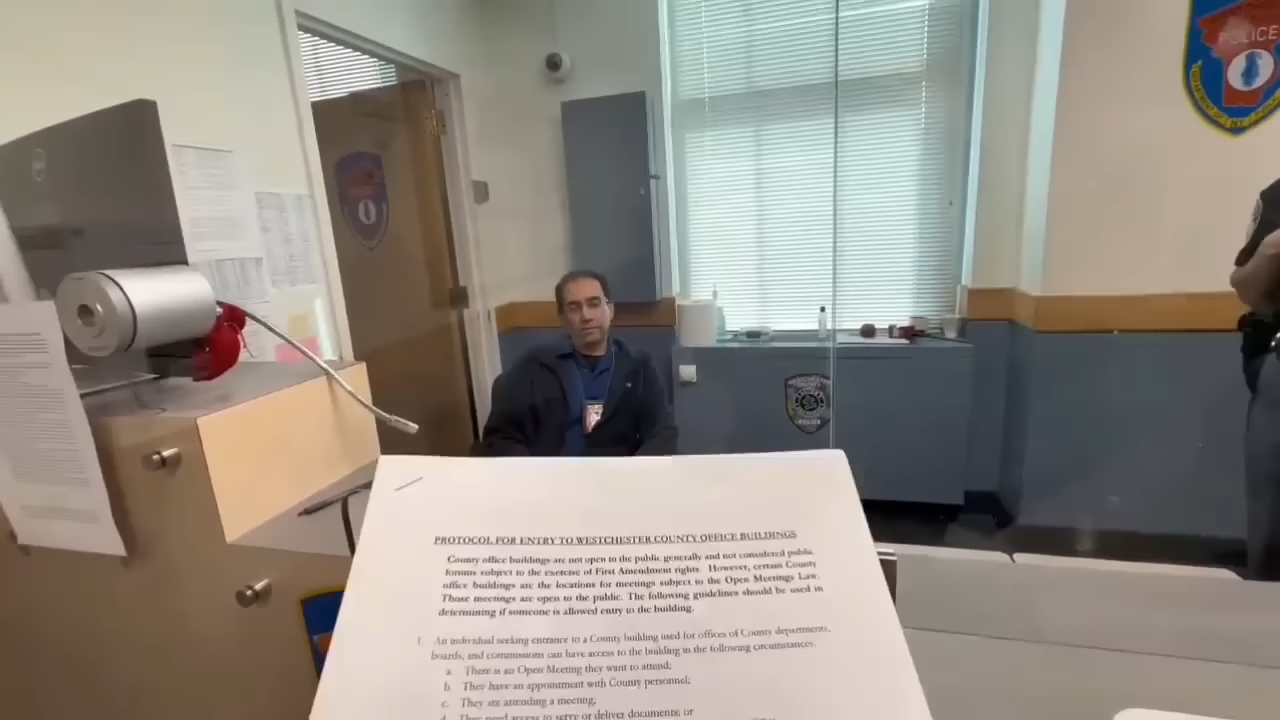 POLICE
POLICE
PROTOCOL FOR ENTRY TO WESTCHESTER COUNTY OFFICE BUILDINGS
County office buildings are not open to the public generally and not considered public
forums subject to the exercise of First Amendment rights. However, certain County
office buildings are the locations for meetings subject to the Open Meetings Law.
Those meetings are open to the public. The following guidelines should be used in
determining if someone is allowed entry to the building.
1. An individual seeking entrance to a County building used for offices of County departments,
boards, and commissions can have access to the building in the following circumstances:
a. There is an Open Meeting they want to attend;
b. They have an appointment with County personnel;
c. They are attending a meeting;
d. They need access to serve or deliver documents; or